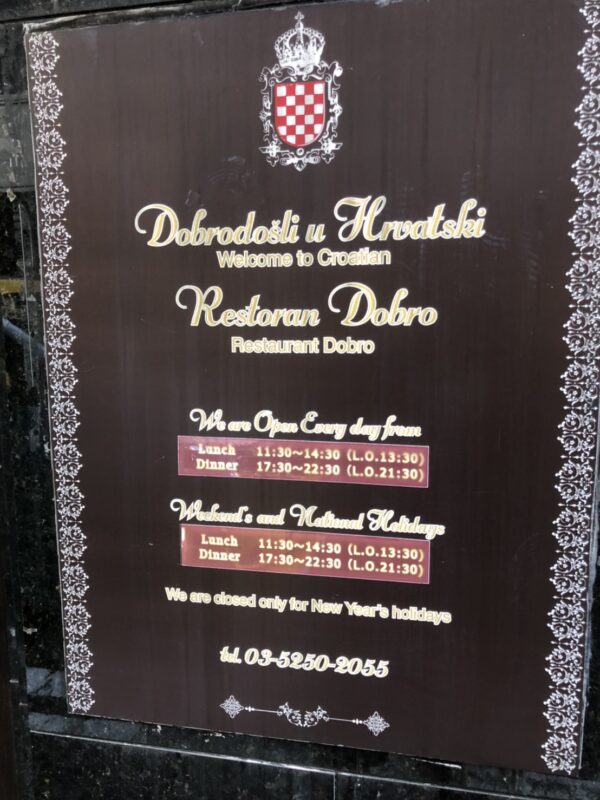 Dobrodošli u Hrvatski
Welcome to Croatian
Restoran Dobro
Restaurant Dobro
We are Open Every day from
Lunch 11:30～14:30 (L.O.13:30)
Dinner 17:30～22:30 (L.O.21:30)
Weekend's and National Holidays
Lunch 11:30～14:30 (L.O.13:30)
Dinner 17:30～22:30 (L.O.21:30)
We are closed only for New Year's holidays
tel. 03-5250-2055